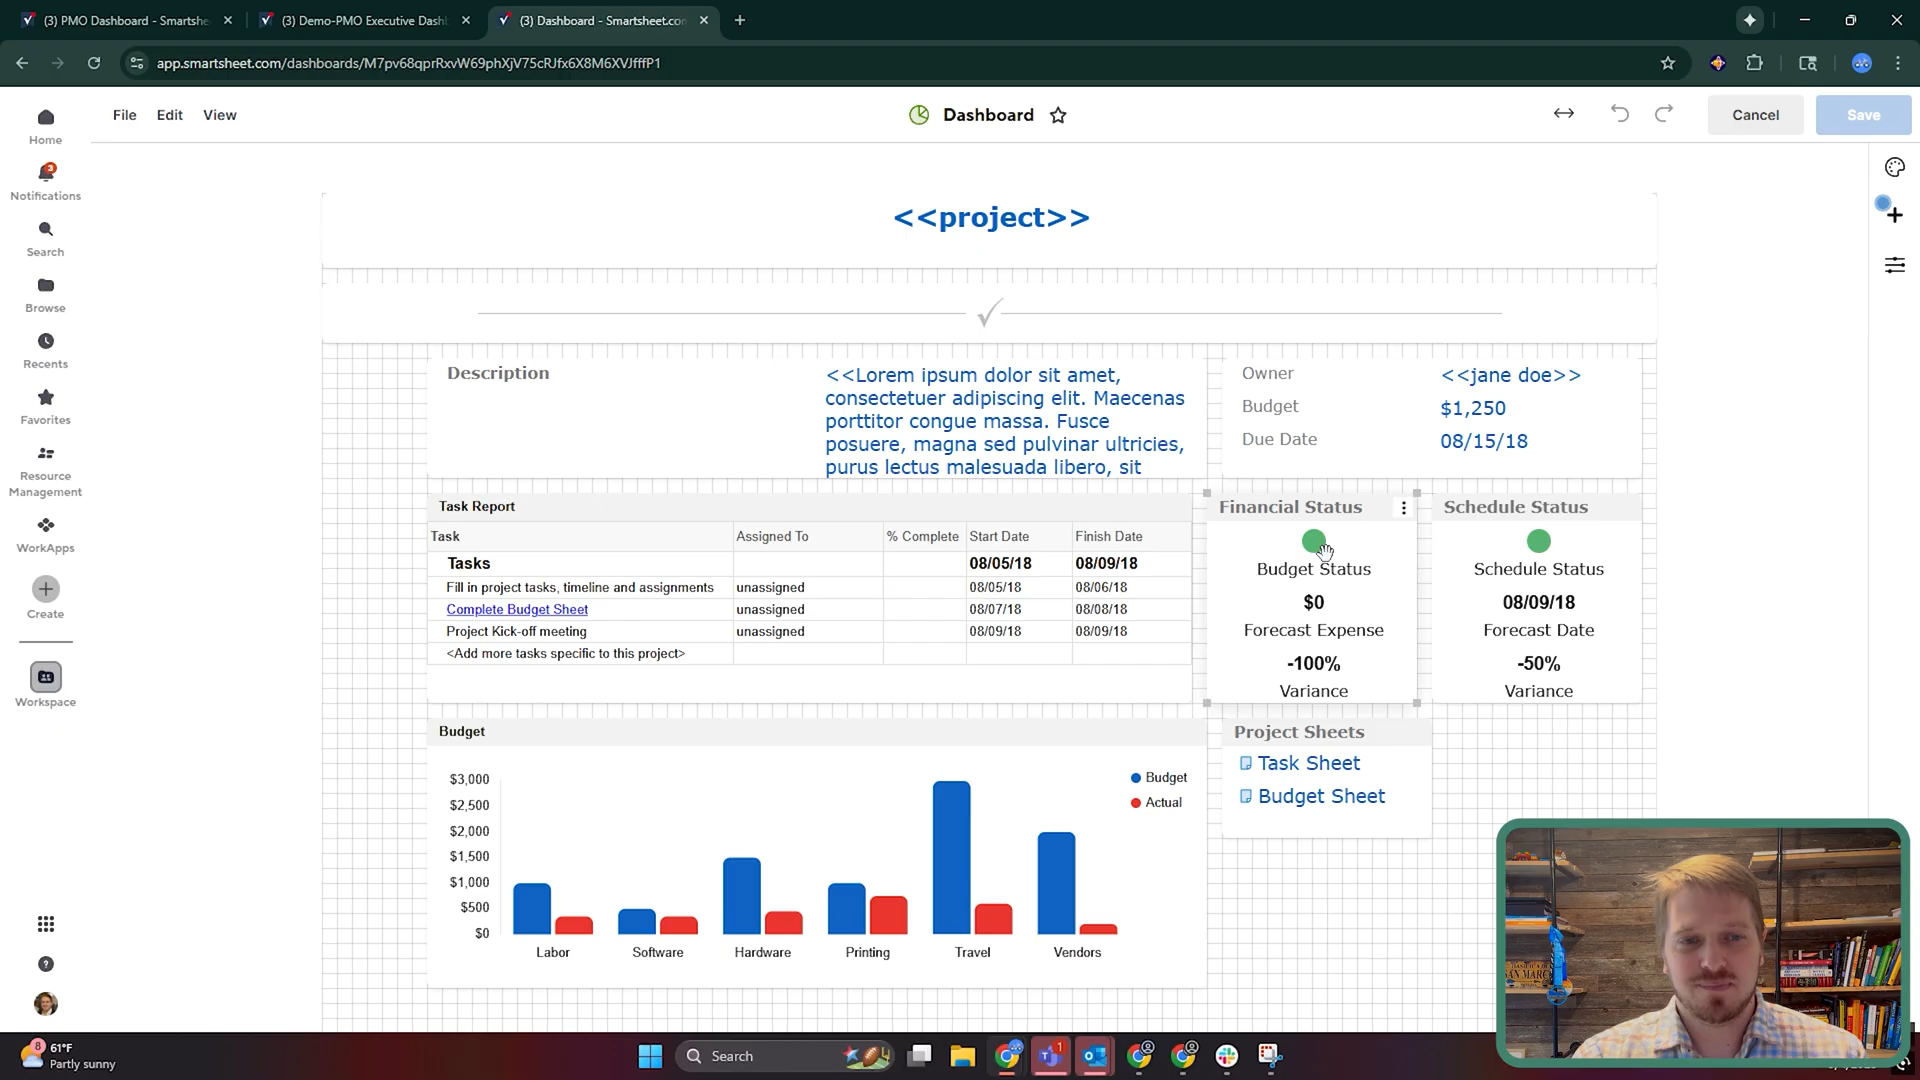 (3) PMO Dashboard - Smartshe
(3) Demo-PMO Executive Dash
(3) Dashboard - Smartsheet.co
app.smartsheet.com/dashboards/M7pv68qprRxvW69phXjV75cRJfx6X8M6XVJfffP1
File Edit View
Dashboard
Cancel
Save
Home
3
Notifications
Search
Browse
Recents
Favorites
Resource
Management
WorkApps
Create
Workspace
<<project>>
Description
<<Lorem ipsum dolor sit amet,
consectetuer adipiscing elit. Maecenas
porttitor congue massa. Fusce
posuere, magna sed pulvinar ultricies,
purus lectus malesuada libero, sit
Owner <<jane doe>>
Budget $1,250
Due Date 08/15/18
Task Report
Task Assigned To % Complete Start Date Finish Date
Tasks 08/05/18 08/09/18
Fill in project tasks, timeline and assignments unassigned 08/05/18 08/06/18
Complete Budget Sheet unassigned 08/07/18 08/08/18
Project Kick-off meeting unassigned 08/09/18 08/09/18
<Add more tasks specific to this project>
Financial Status
Budget Status
$0
Forecast Expense
-100%
Variance
Schedule Status
Schedule Status
08/09/18
Forecast Date
-50%
Variance
Budget
$3,000
$2,500
$2,000
$1,500
$1,000
$500
$0
Labor Software Hardware Printing Travel Vendors
Budget
Actual
Project Sheets
Task Sheet
Budget Sheet
8
61°F
Partly sunny
Search
1